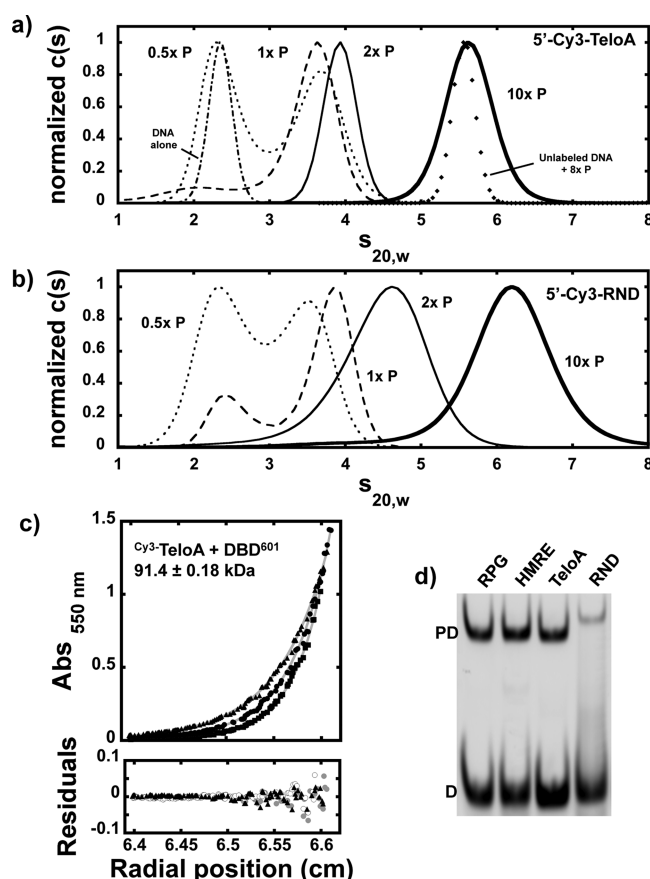 a)
normalized c(s)
1
0.8
0.6
0.4
0.2
0
0.5x P
1x P
2x P
5’-Cy3-TeloA
10x P
DNA alone
Unlabeled DNA + 8x P
1 2 3 4 5 6 7 8
s20,w
b)
normalized c(s)
1
0.8
0.6
0.4
0.2
0
0.5x P
1x P
2x P
5’-Cy3-RND
10x P
1 2 3 4 5 6 7 8
s20,w
c)
Abs 550 nm
1.5
1
0.5
0
Cy3-TeloA + DBD601
91.4 ± 0.18 kDa
Residuals
0.1
0
-0.1
6.4 6.45 6.5 6.55 6.6
Radial position (cm)
d)
RPG HMRE TeloA RND
PD
D